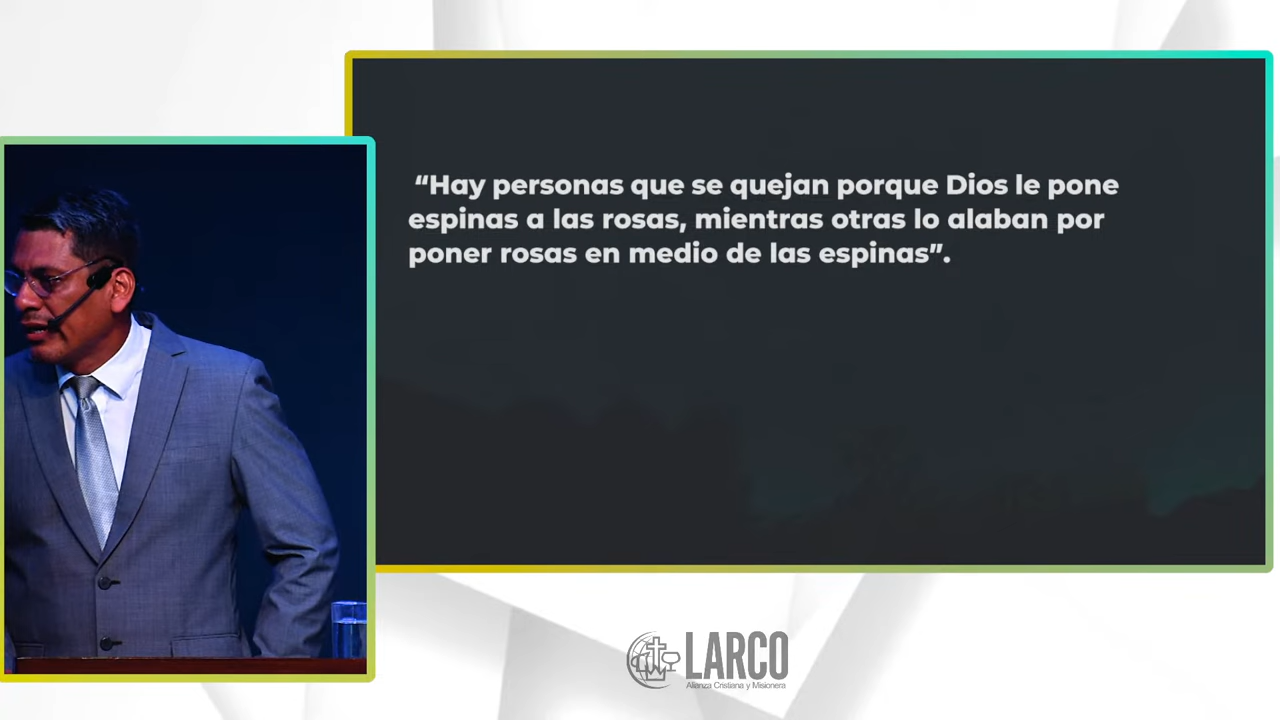 “Hay personas que se quejan porque Dios le pone
espinas a las rosas, mientras otras lo alaban por
poner rosas en medio de las espinas”.
LARCO
Alianza Cristiana y Misionera